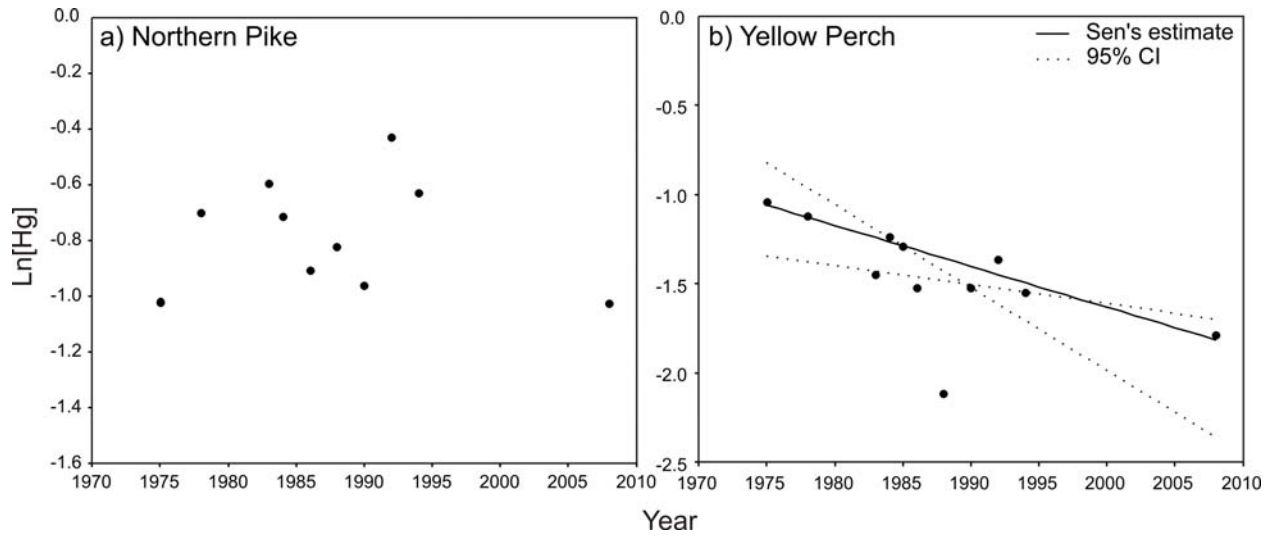 a) Northern Pike
0.0
-0.2
-0.4
-0.6
-0.8
-1.0
-1.2
-1.4
-1.6
Ln[Hg]
1970 1975 1980 1985 1990 1995 2000 2005 2010
b) Yellow Perch
Sen's estimate
95% CI
0.0
-0.5
-1.0
-1.5
-2.0
-2.5
1970 1975 1980 1985 1990 1995 2000 2005 2010
Year